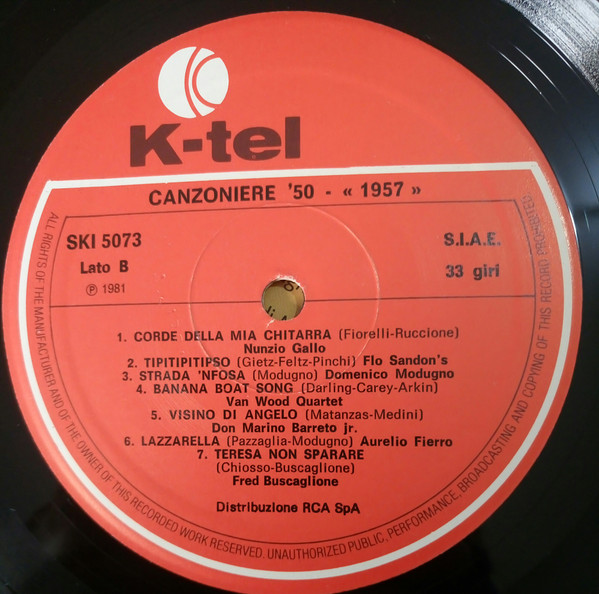 K-tel
CANZONIERE '50 - « 1957 »
SKI 5073
S.I.A.E.
Lato B
33 giri
Ⓟ 1981
1. CORDE DELLA MIA CHITARRA (Fiorelli-Ruccione)
Nunzio Gallo
2. TIPITIPITIPSO (Gietz-Feltz-Pinchi) Flo Sandon's
3. STRADA 'NFOSA (Modugno) Domenico Modugno
4. BANANA BOAT SONG (Darling-Carey-Arkin)
Van Wood Quartet
5. VISINO DI ANGELO (Matanzas-Medini)
Don Marino Barreto jr.
6. LAZZARELLA (Pazzaglia-Modugno) Aurelio Fierro
7. TERESA NON SPARARE
(Chiosso-Buscaglione)
Fred Buscaglione
Distribuzione RCA SpA
ALL RIGHTS OF THE MANUFACTURER AND OF THE OWNER OF THIS RECORDED WORK RESERVED. UNAUTHORIZED PUBLIC, PERFORMANCE, BROADCASTING AND COPYING OF THIS RECORD PROHIBITED.